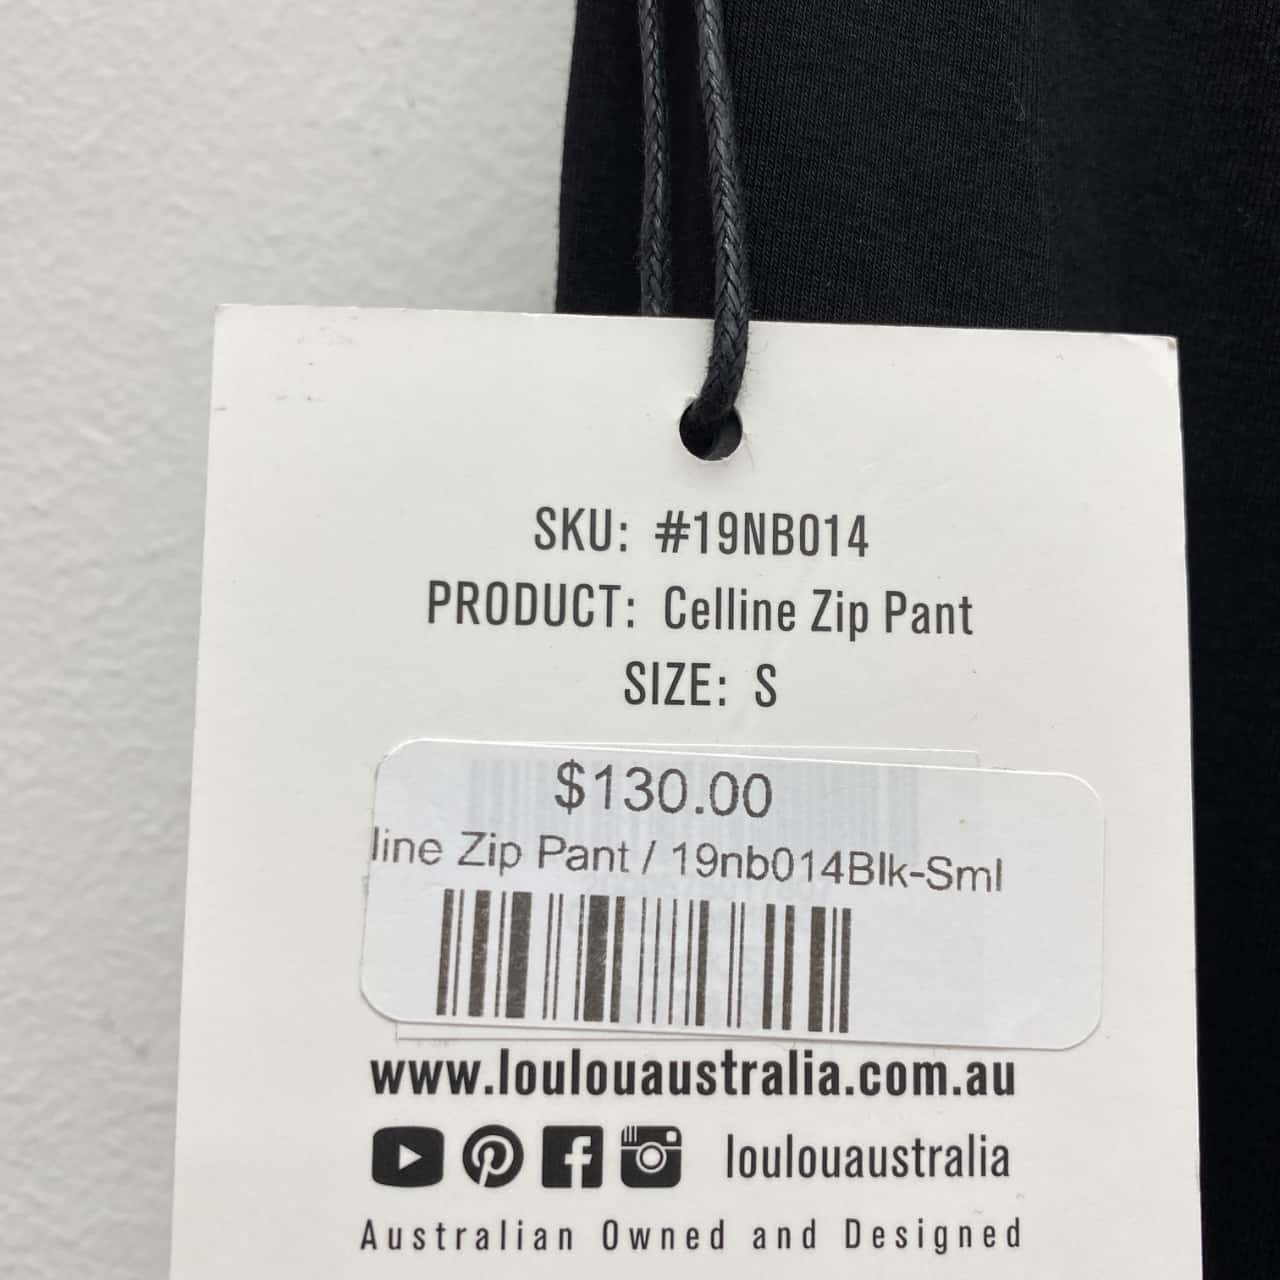 SKU: #19NB014
PRODUCT: Celline Zip Pant
SIZE: S
$130.00
line Zip Pant / 19nb014Blk-Sml
www.loulouaustralia.com.au
loulouaustralia
Australian Owned and Designed